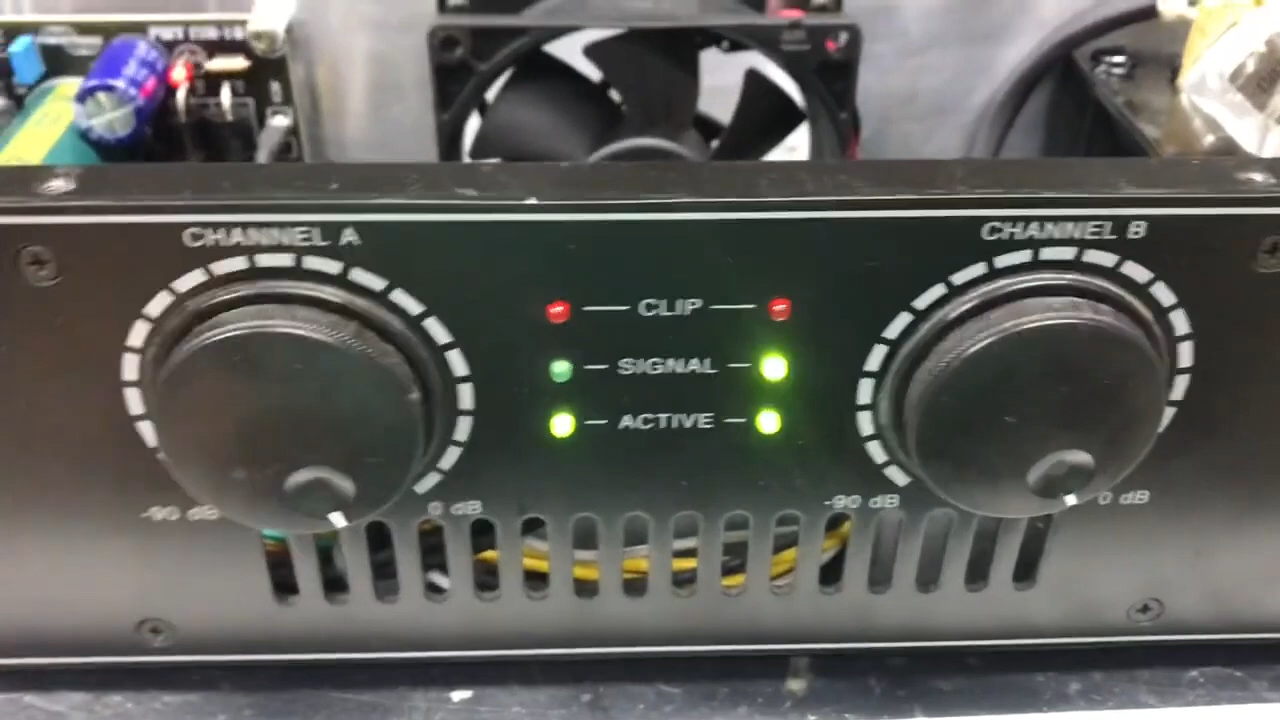 CHANNEL A
CHANNEL B
CLIP
SIGNAL
ACTIVE
-90 dB
0 dB
-90 dB
0 dB